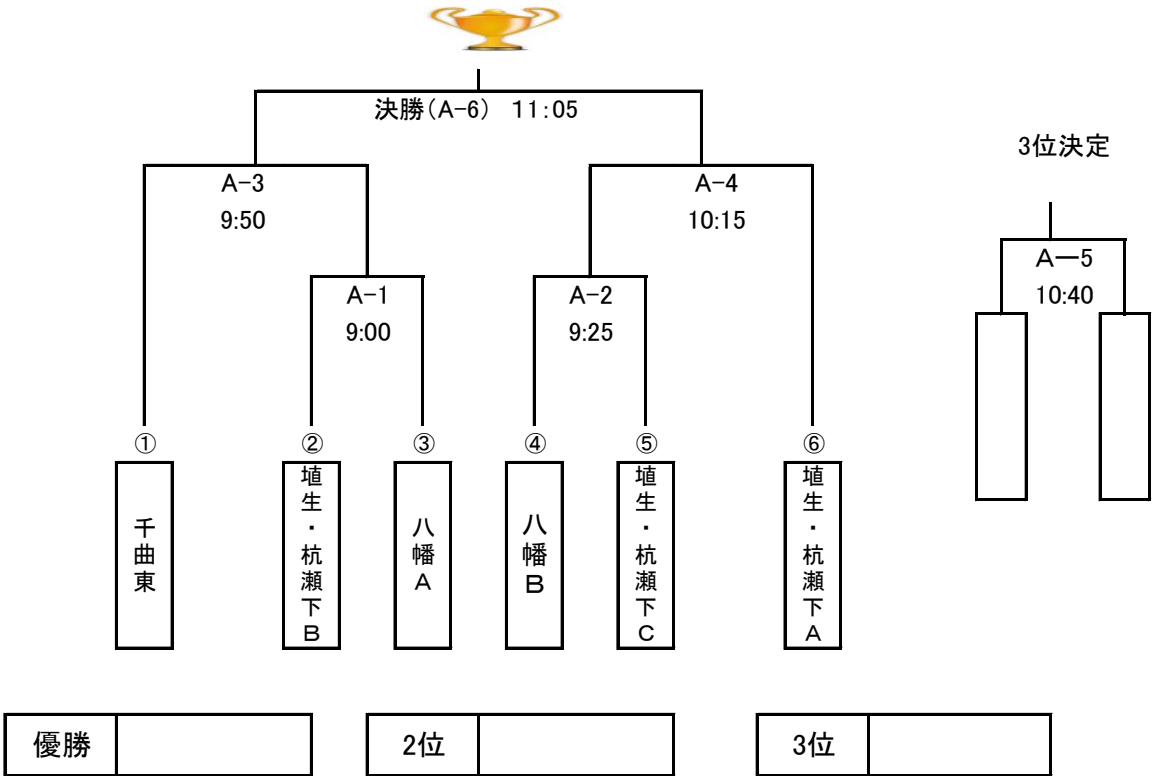 決勝(A-6) 11:05
3位決定
A-3
9:50
A-4
10:15
A-1
9:00
A-2
9:25
Aー5
10:40
①
②
③
④
⑤
⑥
千曲東
埴生・杭瀬下B
八幡A
八幡B
埴生・杭瀬下C
埴生・杭瀬下A
優勝
2位
3位